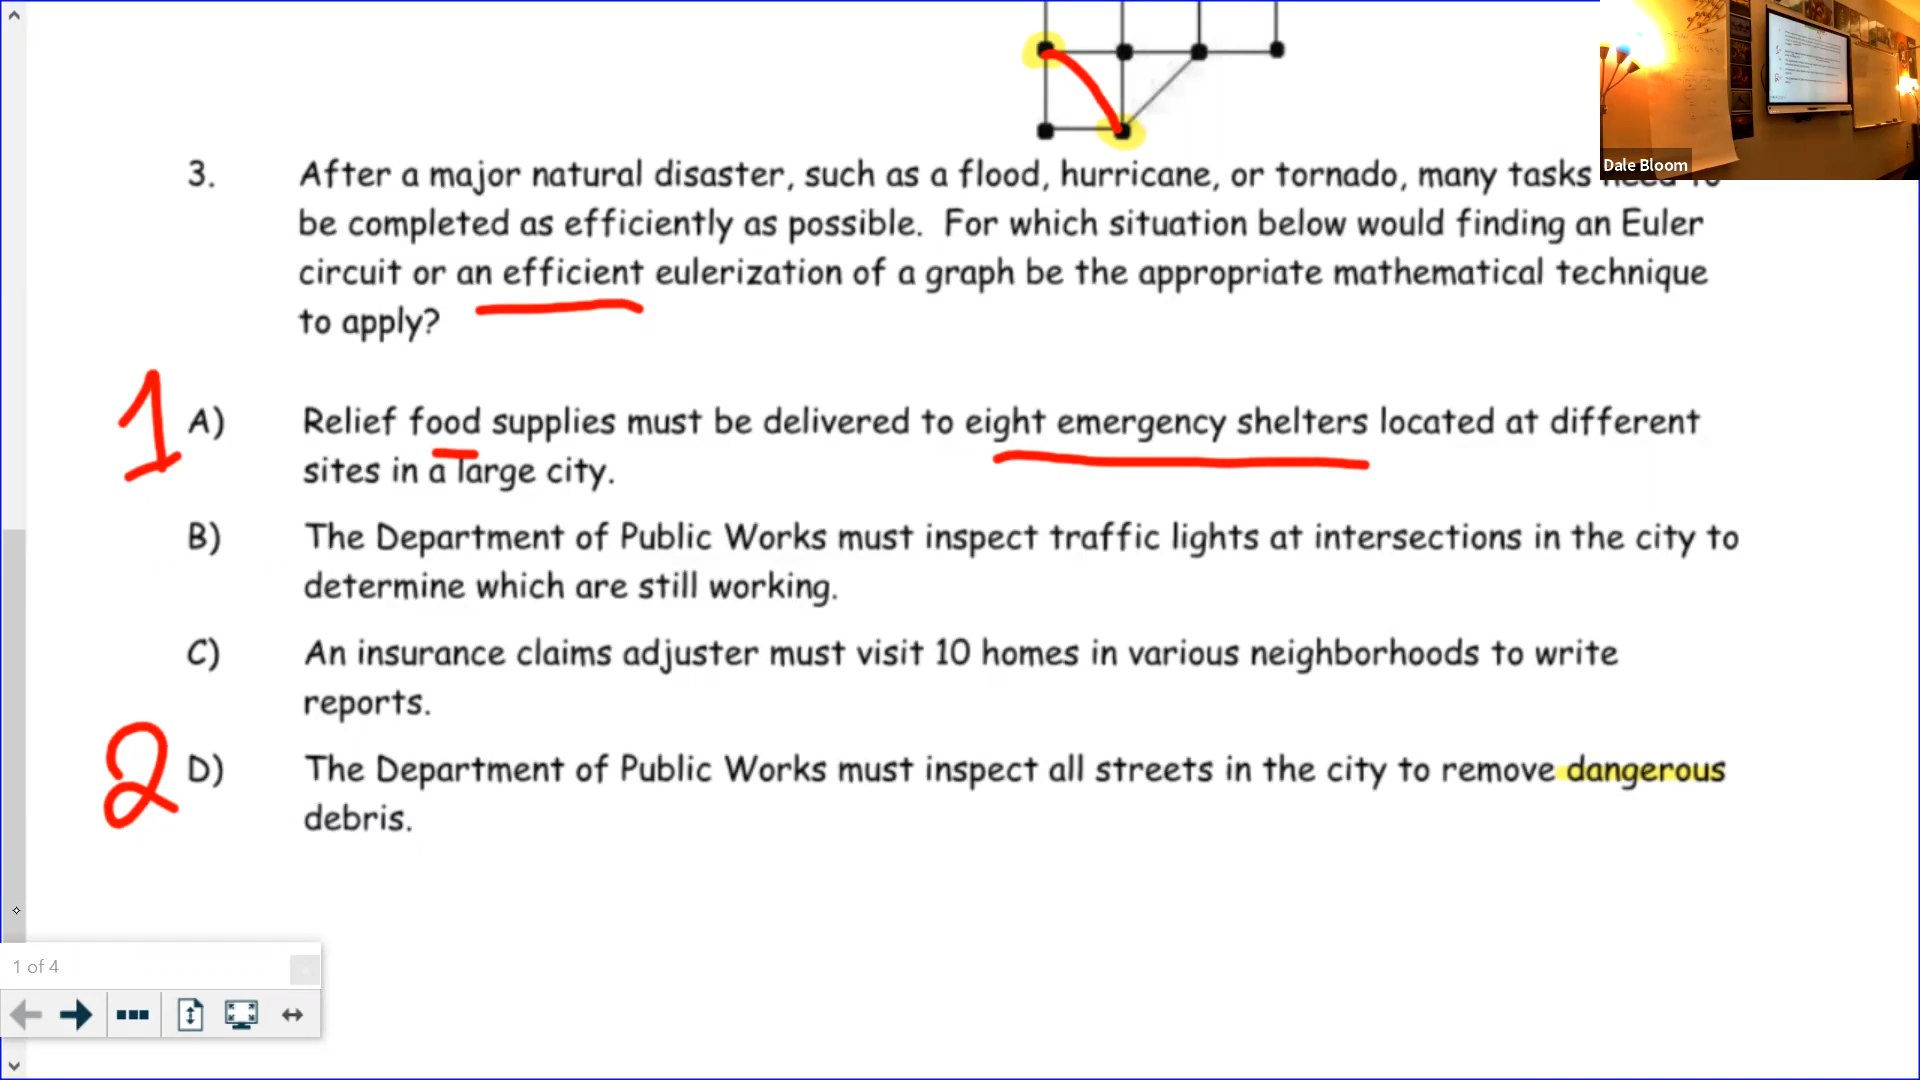 Dale Bloom
3. After a major natural disaster, such as a flood, hurricane, or tornado, many tasks need to
be completed as efficiently as possible. For which situation below would finding an Euler
circuit or an efficient eulerization of a graph be the appropriate mathematical technique
to apply?
1 A) Relief food supplies must be delivered to eight emergency shelters located at different
sites in a large city.
B) The Department of Public Works must inspect traffic lights at intersections in the city to
determine which are still working.
C) An insurance claims adjuster must visit 10 homes in various neighborhoods to write
reports.
2 D) The Department of Public Works must inspect all streets in the city to remove dangerous
debris.
1 of 4